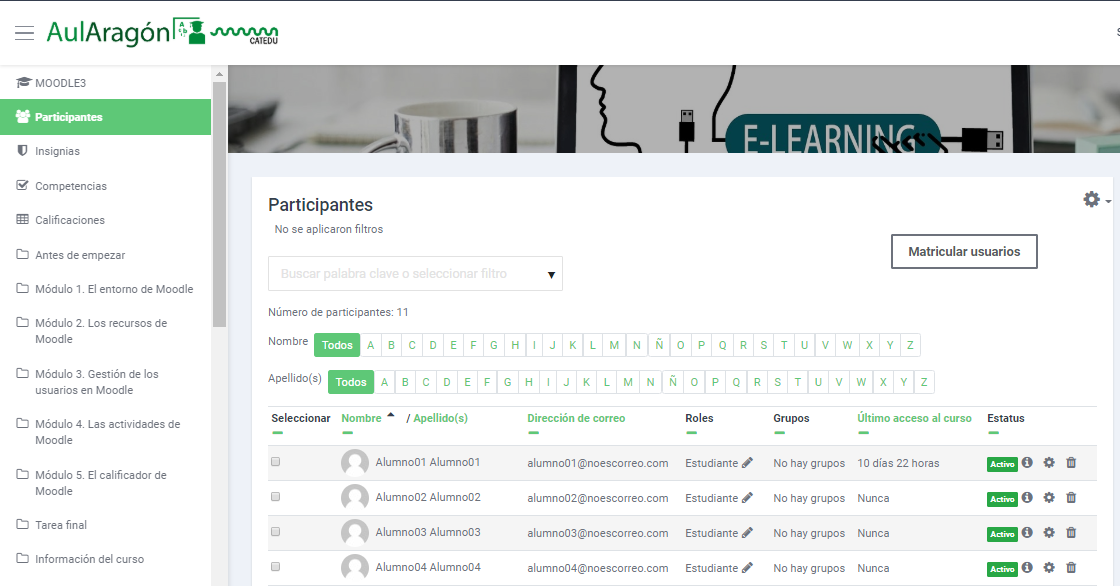 AulAragón CATEDU
MOODLE3
Participantes
Insignias
Competencias
Calificaciones
Antes de empezar
Módulo 1. El entorno de Moodle
Módulo 2. Los recursos de
Moodle
Módulo 3. Gestión de los
usuarios en Moodle
Módulo 4. Las actividades de
Moodle
Módulo 5. El calificador de
Moodle
Tarea final
Información del curso
E-LEARNING
Participantes
No se aplicaron filtros
Matricular usuarios
Buscar palabra clave o seleccionar filtro
Número de participantes: 11
Nombre Todos A B C D E F G H I J K L M N Ñ O P Q R S T U V W X Y Z
Apellido(s) Todos A B C D E F G H I J K L M N Ñ O P Q R S T U V W X Y Z
Seleccionar Nombre / Apellido(s) Dirección de correo Roles Grupos Último acceso al curso Estatus
Alumno01 Alumno01 alumno01@noescorreo.com Estudiante No hay grupos 10 días 22 horas Activo
Alumno02 Alumno02 alumno02@noescorreo.com Estudiante No hay grupos Nunca Activo
Alumno03 Alumno03 alumno03@noescorreo.com Estudiante No hay grupos Nunca Activo
Alumno04 Alumno04 alumno04@noescorreo.com Estudiante No hay grupos Nunca Activo